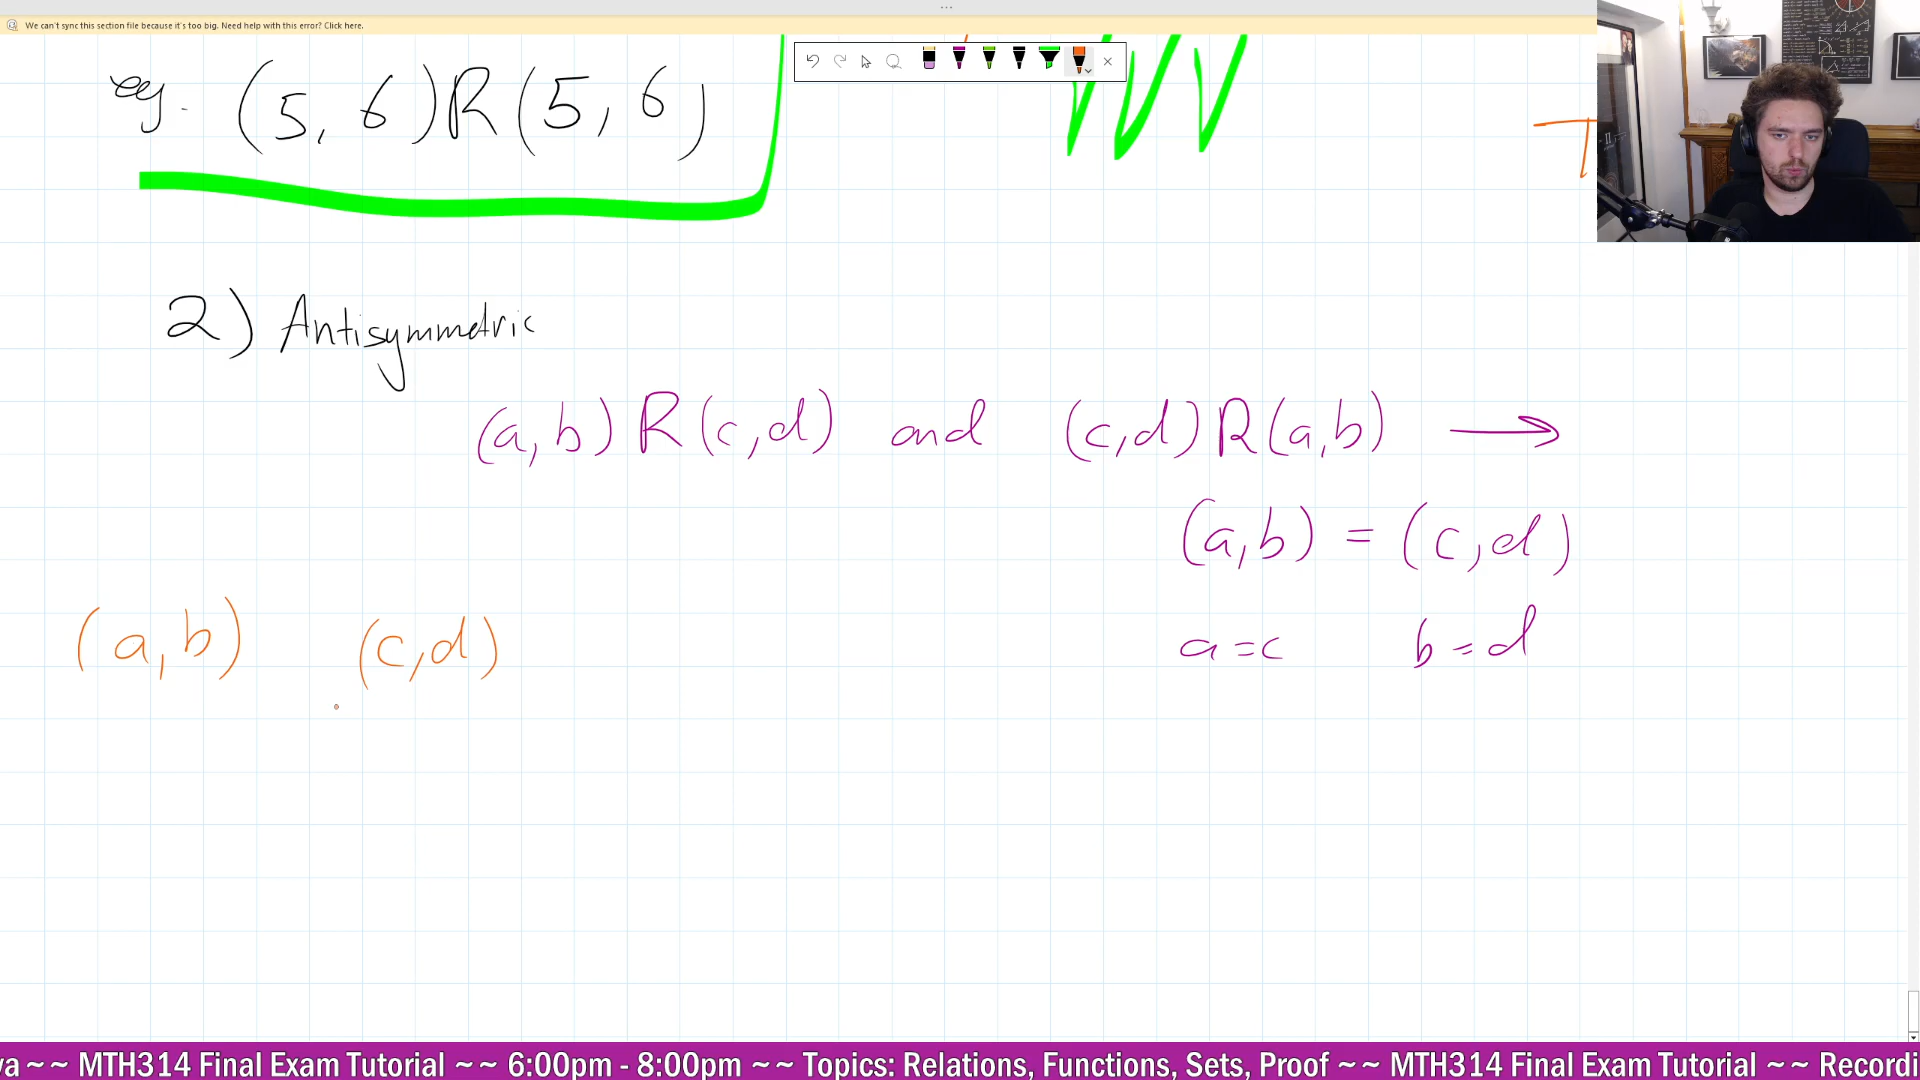 We can't sync this section file because it's too big. Need help with this error? Click here.
eg. (5, 6) R (5, 6)
T
2) Antisymmetric
(a,b) R (c,d) and (c,d) R (a,b) →
(a,b) = (c,d)
(a,b) (c,d)
a=c b=d
va ~~ MTH314 Final Exam Tutorial ~~ 6:00pm - 8:00pm ~~ Topics: Relations, Functions, Sets, Proof ~~ MTH314 Final Exam Tutorial ~~ Recordi